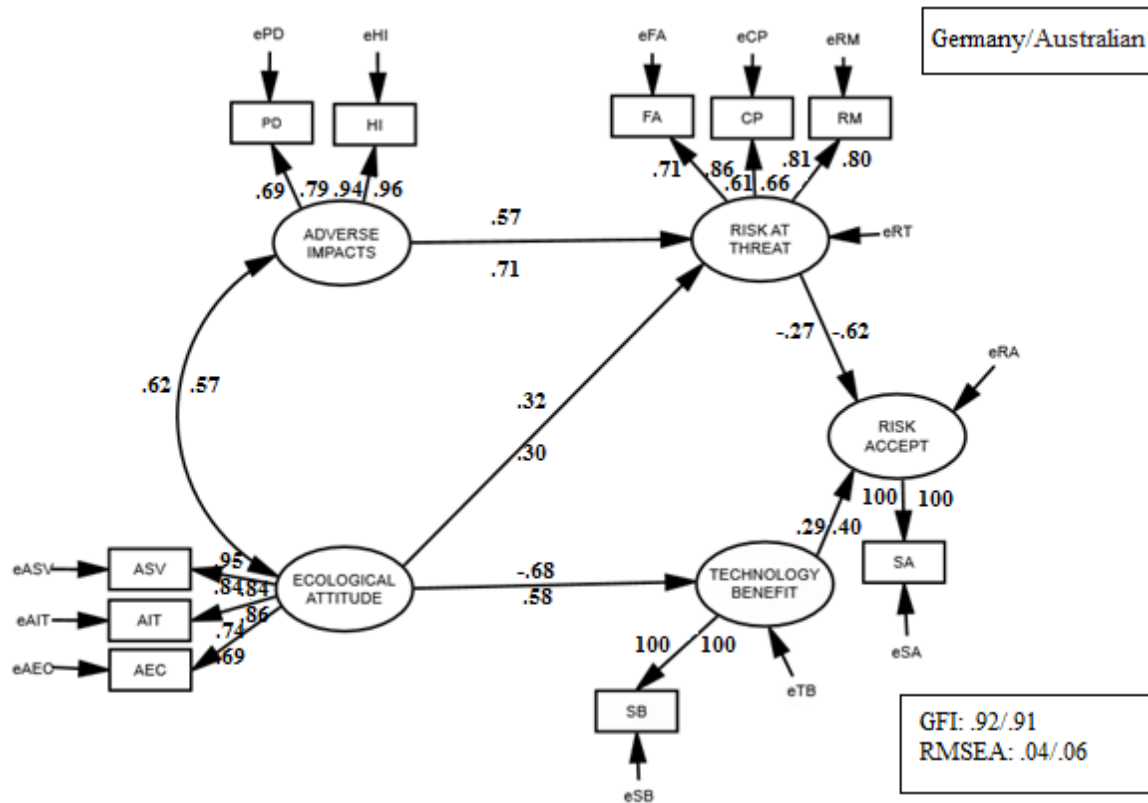 Germany/Australian
ePD
eHI
eFA
eCP
eRM
PD
HI
FA
CP
RM
.69
.79
.94
.96
.71
.86
.61
.66
.81
.80
ADVERSE
IMPACTS
.57
.71
RISK AT
THREAT
eRT
-.27
-.62
eRA
.62
.57
.32
.30
RISK
ACCEPT
100
100
.29
.40
SA
eSA
eASV
ASV
.95
.84
eAIT
AIT
.84
.86
eAEC
AEC
.74
.69
ECOLOGICAL
ATTITUDE
-.68
.58
TECHNOLOGY
BENEFIT
100
100
eTB
SB
eSB
GFI: .92/.91
RMSEA: .04/.06